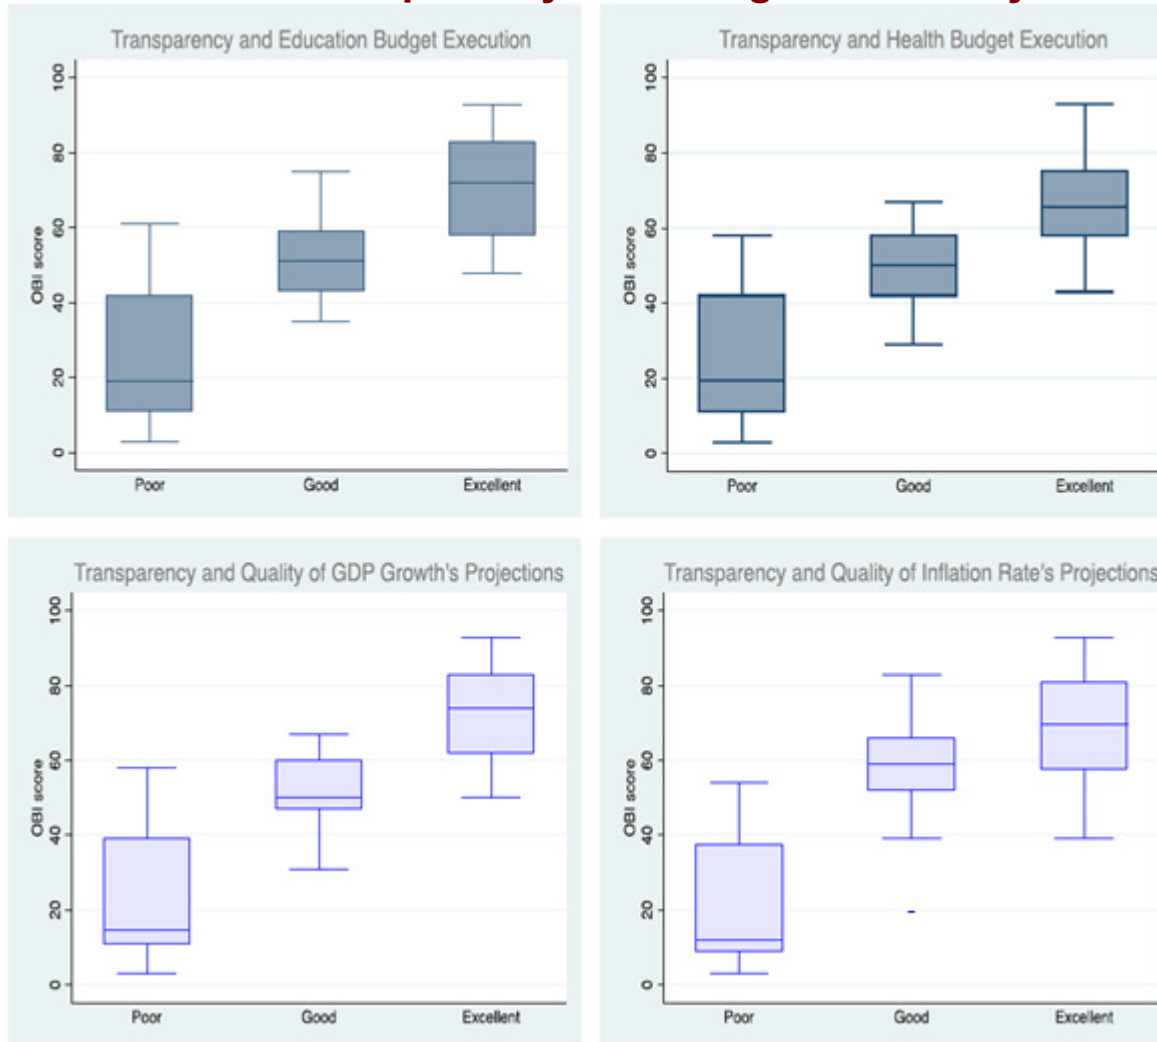 Transparency and Education Budget Execution
100
80
60
40
20
0
OBI score
Poor Good Excellent
Transparency and Health Budget Execution
100
80
60
40
20
0
OBI score
Poor Good Excellent
Transparency and Quality of GDP Growth's Projections
100
80
60
40
20
0
OBI score
Poor Good Excellent
Transparency and Quality of Inflation Rate's Projections
100
80
60
40
20
0
OBI score
Poor Good Excellent